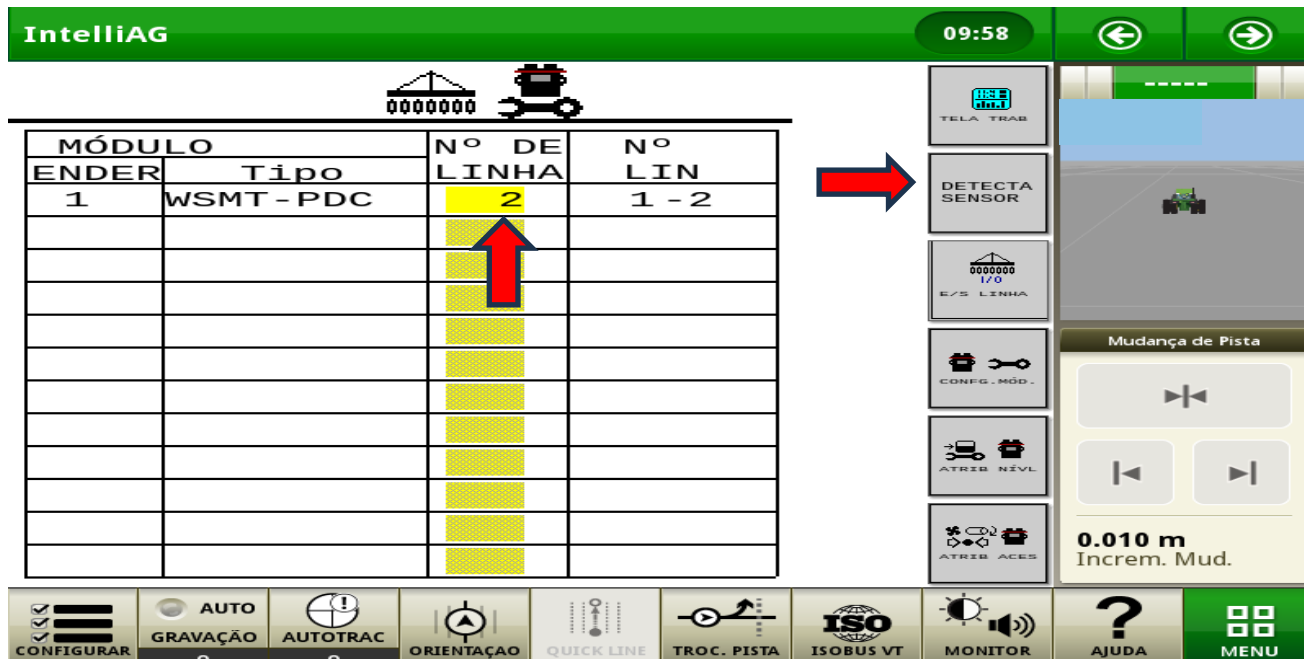 IntelliAG
09:58
-----
TELA TRAB
MÓDULO
Nº DE LINHA
Nº LIN
ENDER
Tipo
1
WSMT-PDC
2
1-2
DETECTA
SENSOR
I/O
E/S LINHA
CONFG.MÓD.
ATRIB NÍVL
ATRIB ACES
Mudança de Pista
0.010 m
Increm. Mud.
CONFIGURAR
AUTO
GRAVAÇÃO
AUTOTRAC
ORIENTAÇAO
QUICK LINE
TROC. PISTA
ISO
ISOBUS VT
MONITOR
?
AJUDA
MENU